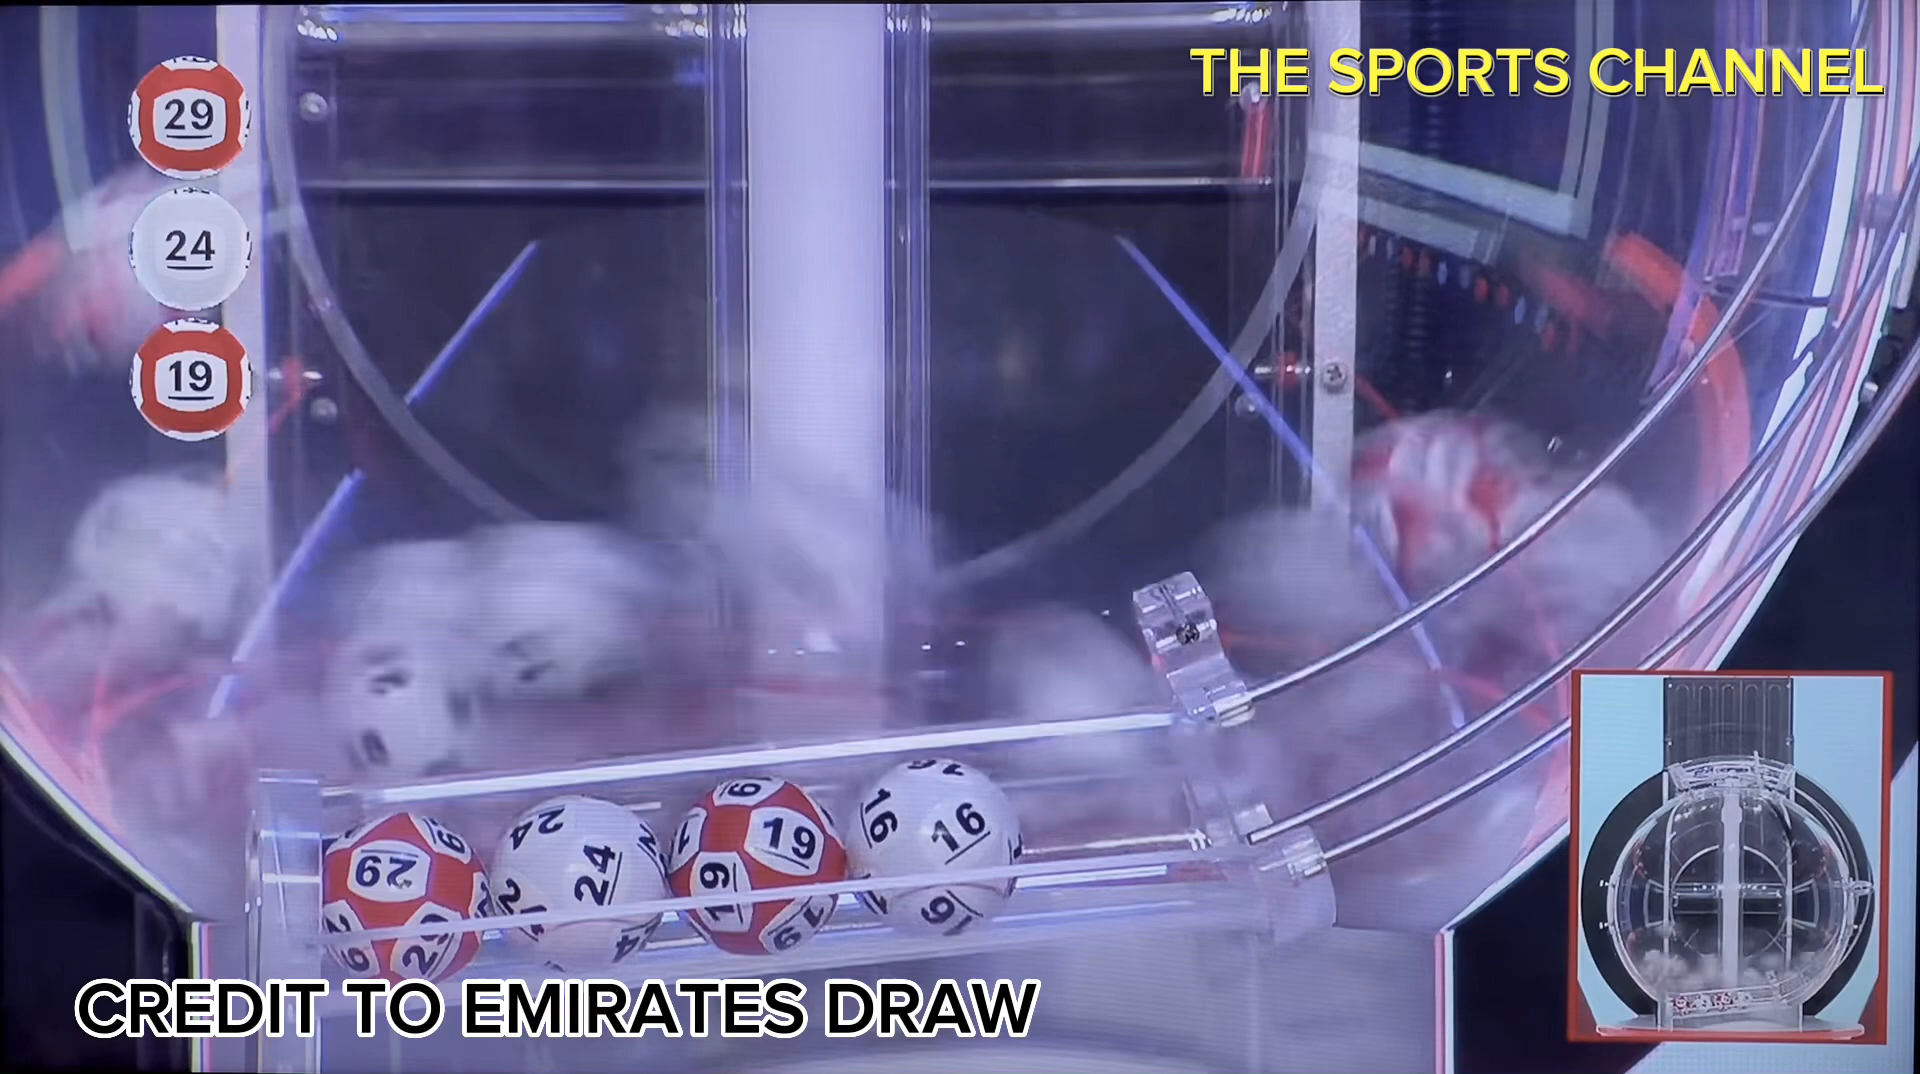 THE SPORTS CHANNEL
29
24
19
29 24 19 16
CREDIT TO EMIRATES DRAW